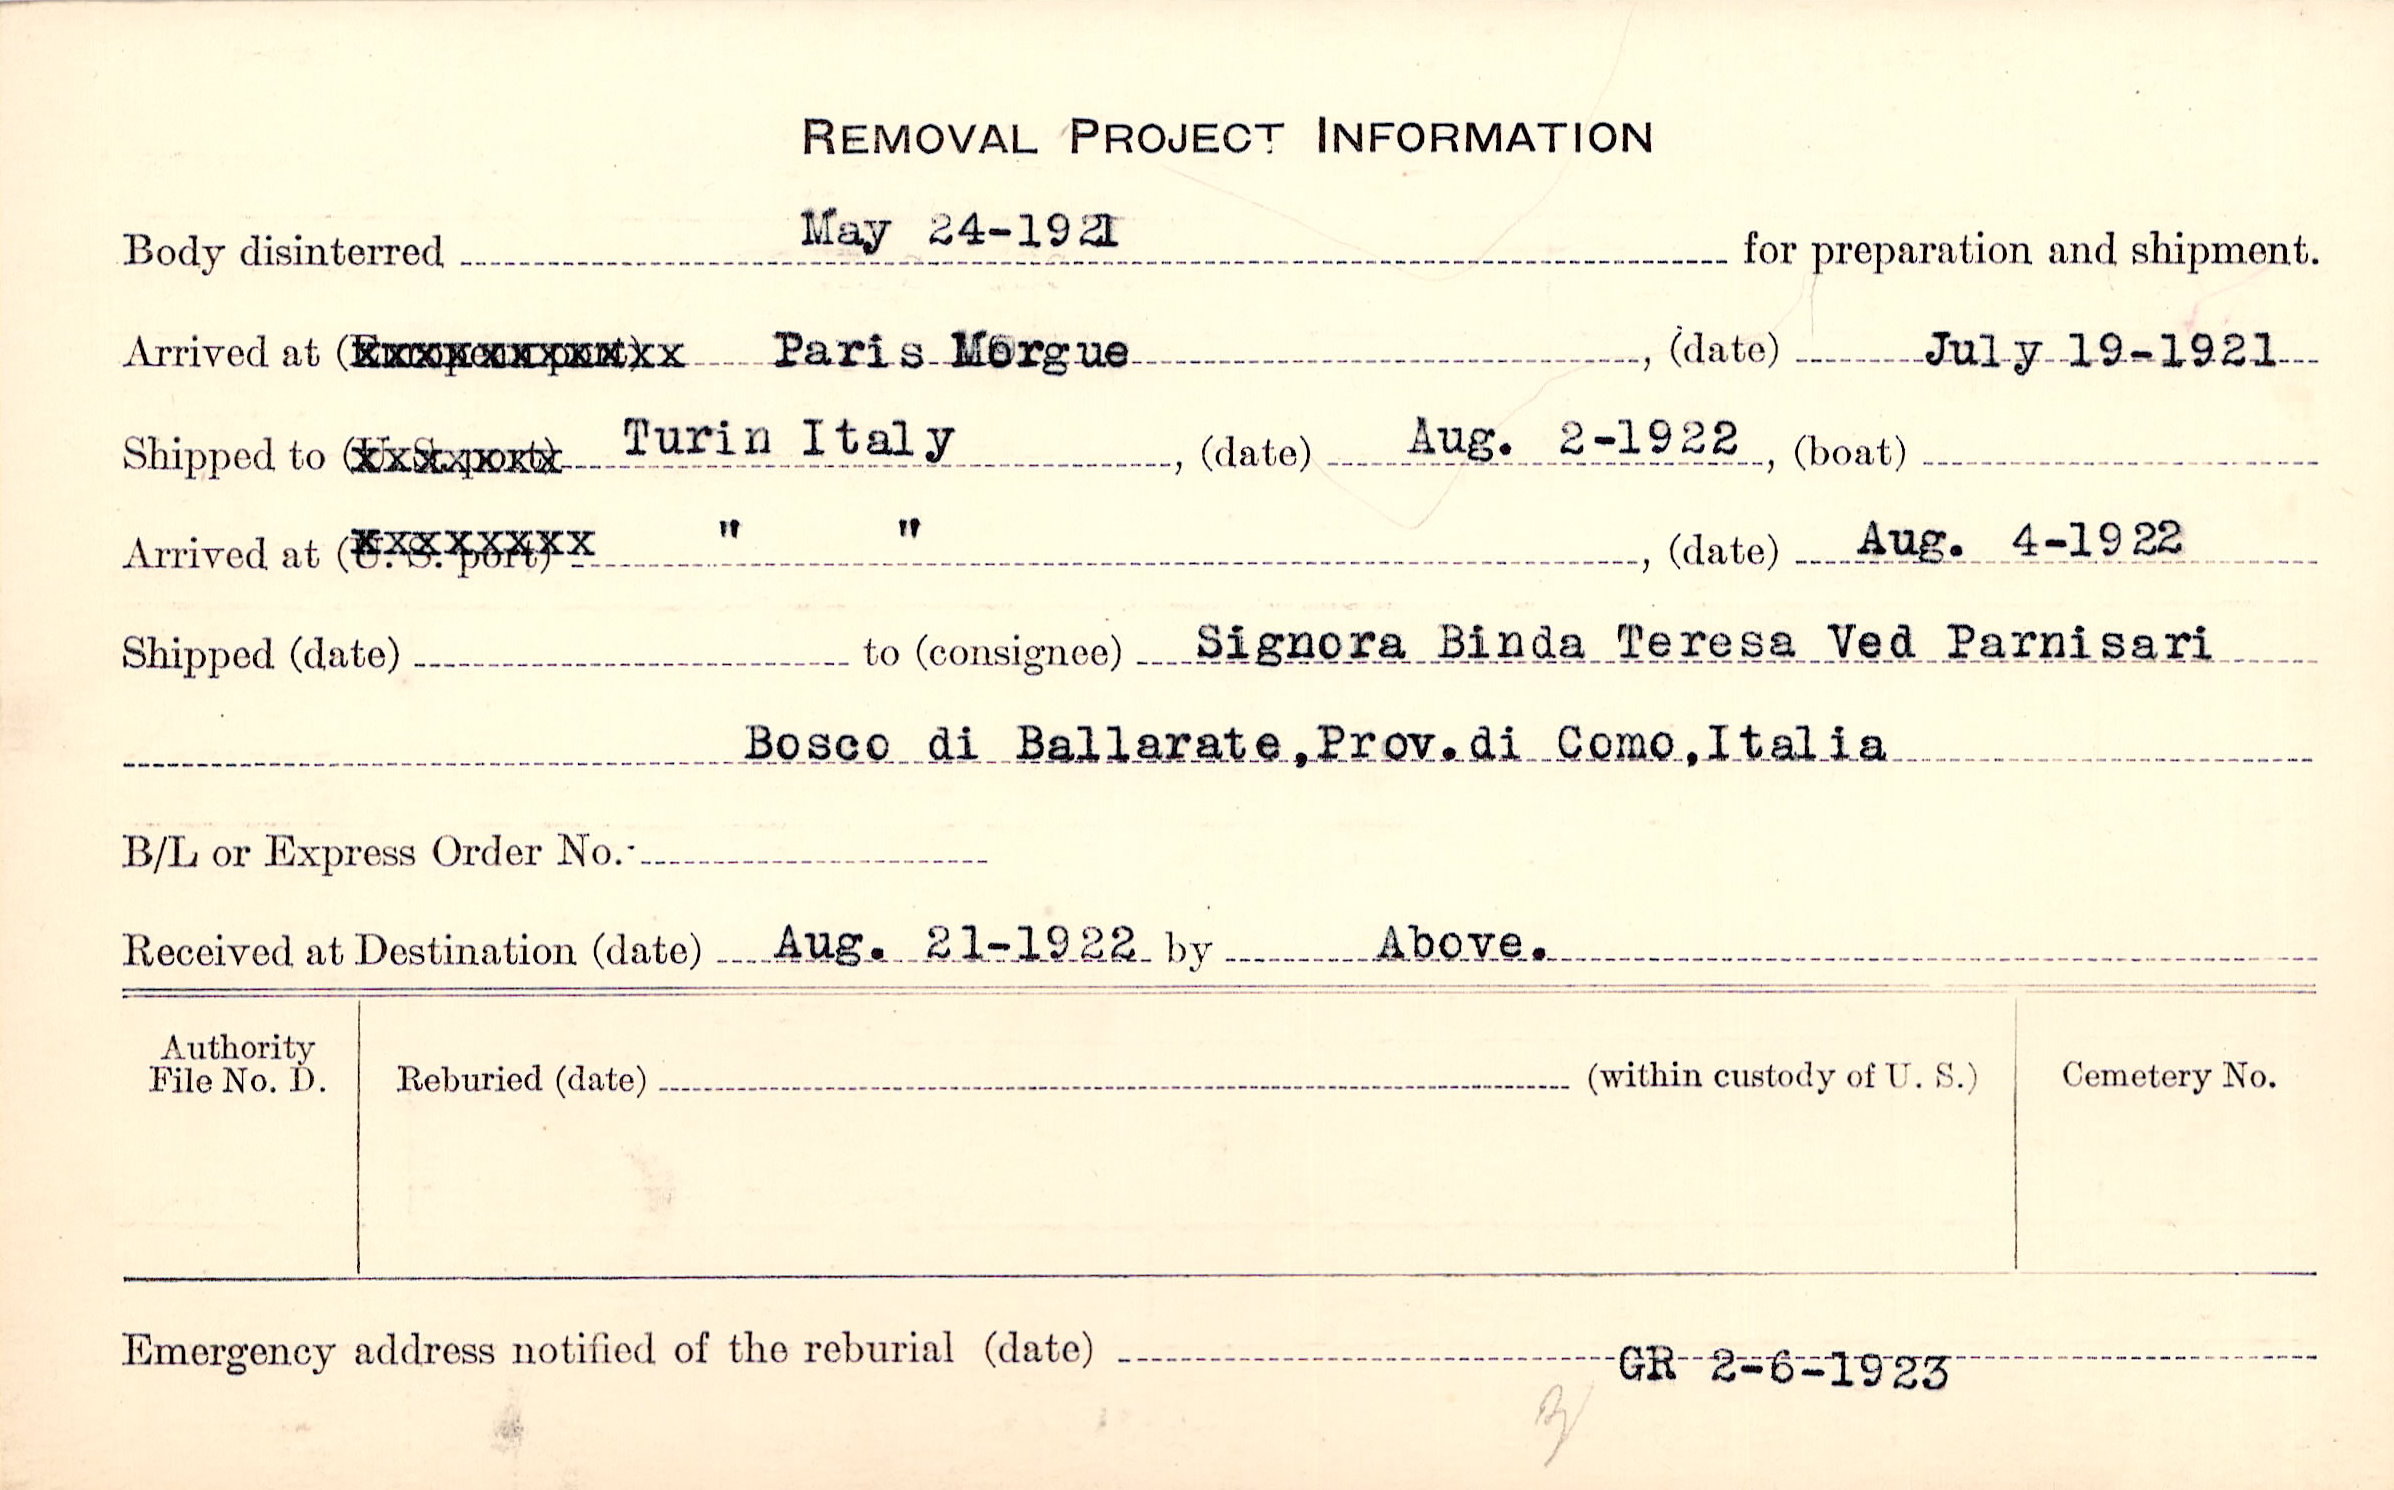 REMOVAL PROJECT INFORMATION
Body disinterred May 24-1921 for preparation and shipment.
Arrived at (European port) Paris Morgue, (date) July 19-1921
Shipped to (U. S. port) Turin Italy, (date) Aug. 2-1922, (boat)
Arrived at (U. S. port) " ", (date) Aug. 4-1922
Shipped (date) to (consignee) Signora Binda Teresa Ved Parnisari
Bosco di Ballarate,Prov.di Como,Italia
B/L or Express Order No.
Received at Destination (date) Aug. 21-1922 by Above.
Authority
File No. D.
Reburied (date) (within custody of U. S.)
Cemetery No.
Emergency address notified of the reburial (date) GR 2-6-1923